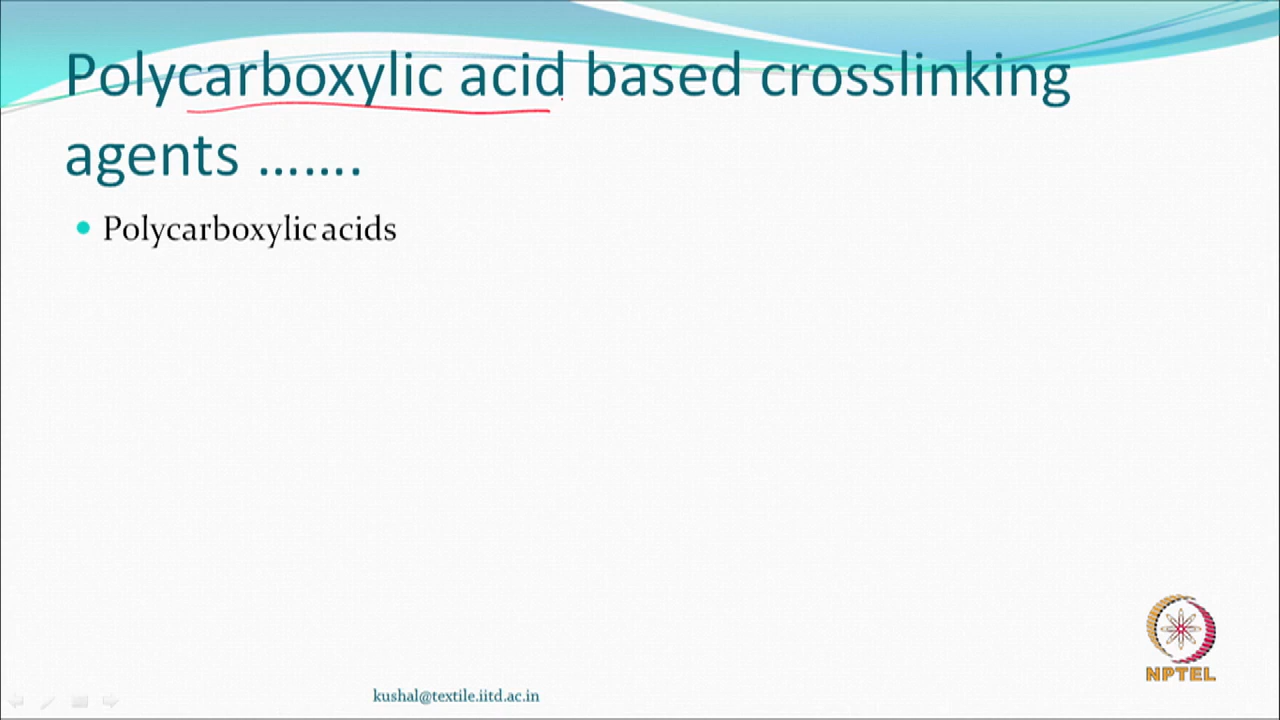 Polycarboxylic acid based crosslinking
agents .......
Polycarboxylic acids
NPTEL
kushal@textile.iitd.ac.in